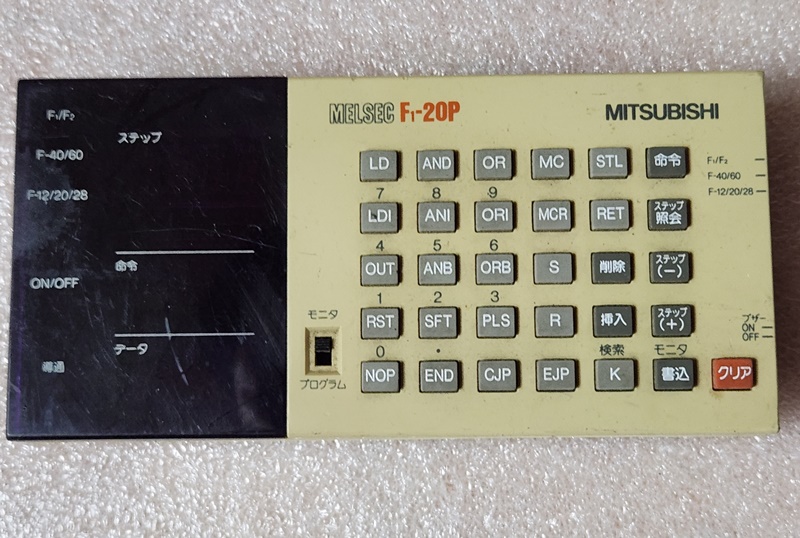 F₁/F₂
ステップ
F-40/60
F-12/20/28
命令
ON/OFF
データ
導通
MELSEC F₁-20P
MITSUBISHI
LD AND OR MC STL 命令
F₁/F₂
F-40/60
F-12/20/28
7 8 9
LDI ANI ORI MCR RET ステップ照会
4 5 6
OUT ANB ORB S 削除 ステップ(−)
1 2 3
モニタ
RST SFT PLS R 挿入 ステップ(+)
ブザー
ON
OFF
0 · 検索 モニタ
プログラム
NOP END CJP EJP K 書込 クリア